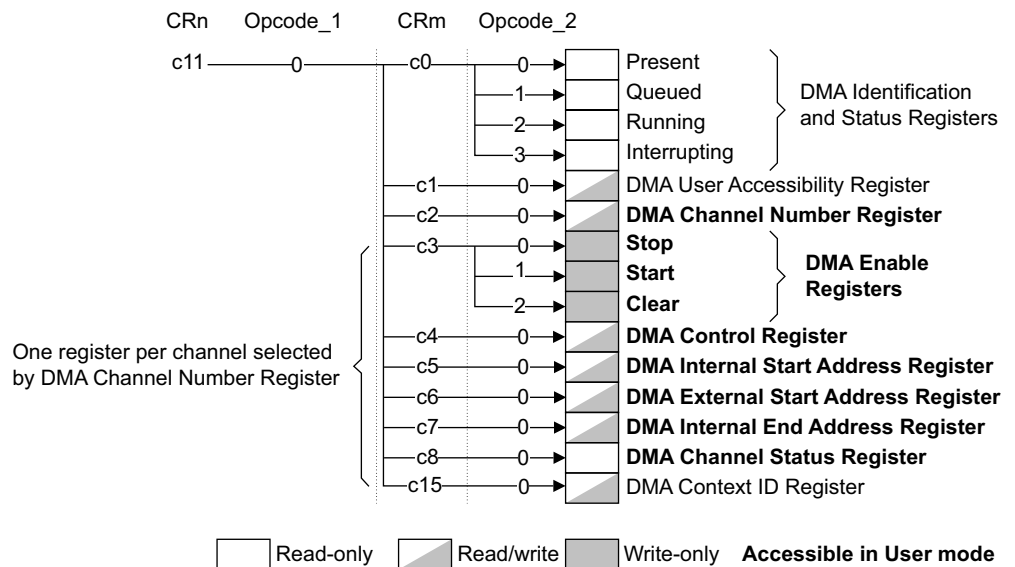 CRn Opcode_1 CRm Opcode_2
c11 0 c0 0 Present
1 Queued
2 Running
3 Interrupting
DMA Identification
and Status Registers
c1 0 DMA User Accessibility Register
c2 0 DMA Channel Number Register
c3 0 Stop
1 Start
2 Clear
DMA Enable
Registers
c4 0 DMA Control Register
c5 0 DMA Internal Start Address Register
c6 0 DMA External Start Address Register
c7 0 DMA Internal End Address Register
c8 0 DMA Channel Status Register
c15 0 DMA Context ID Register
One register per channel selected
by DMA Channel Number Register
Read-only Read/write Write-only Accessible in User mode